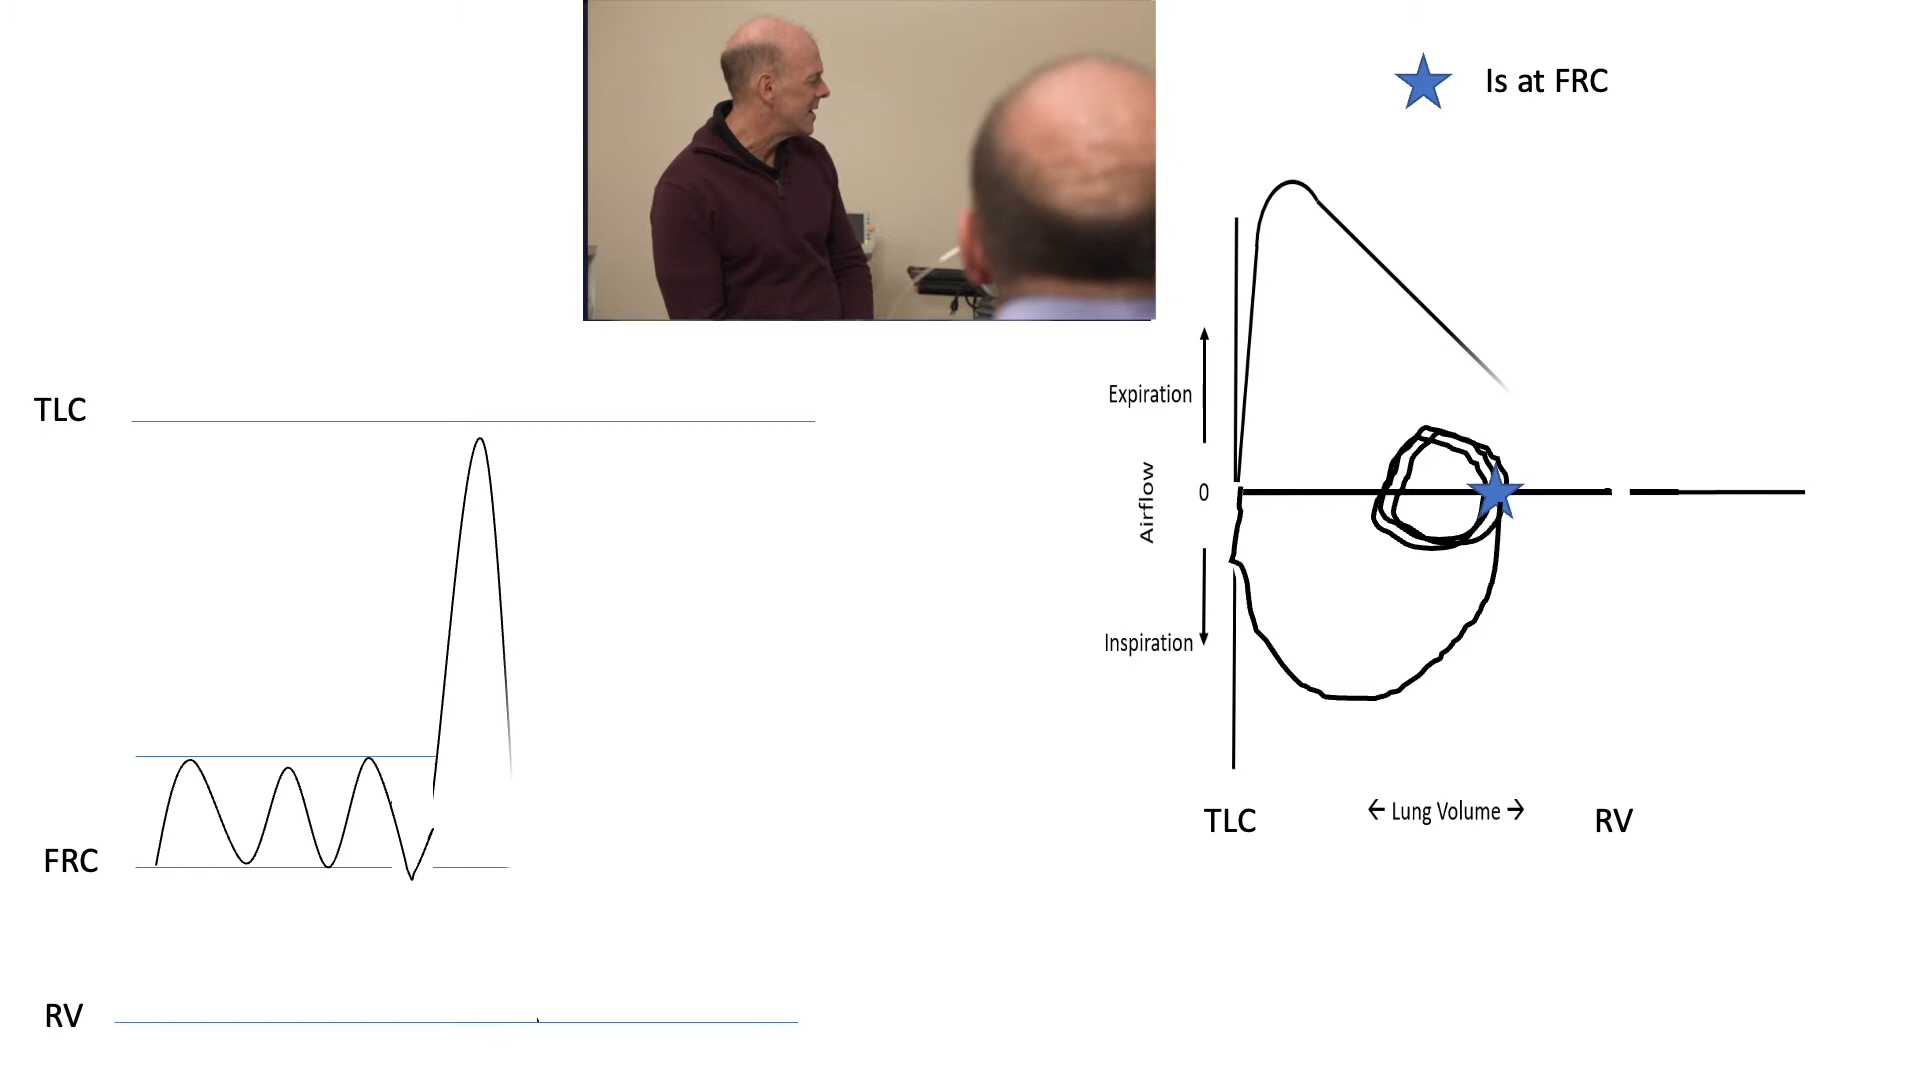 Is at FRC
Expiration
TLC
Airflow
0
Inspiration
TLC
← Lung Volume →
RV
FRC
RV